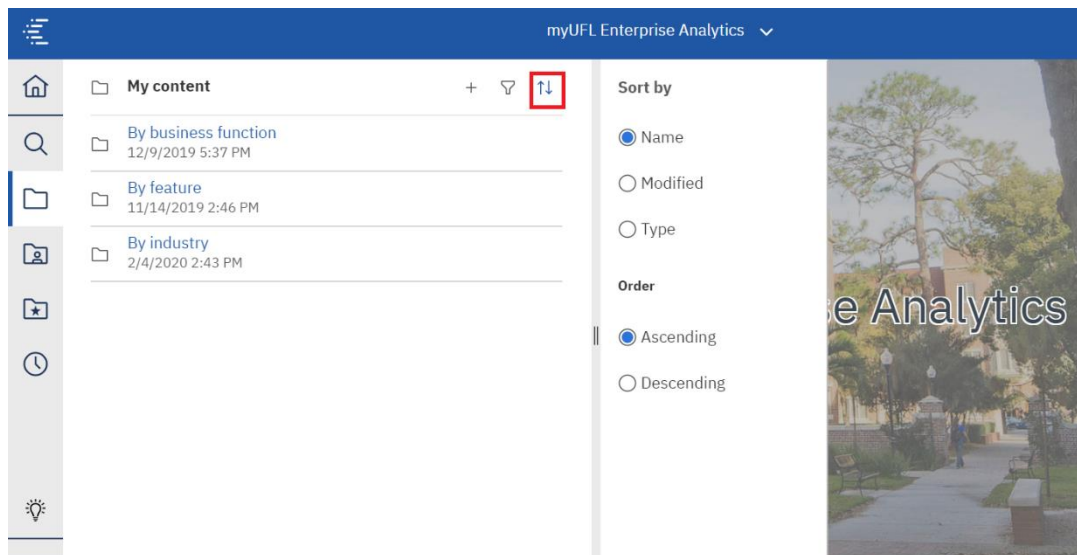 myUFL Enterprise Analytics
My content
By business function
12/9/2019 5:37 PM
By feature
11/14/2019 2:46 PM
By industry
2/4/2020 2:43 PM
Sort by
Name
Modified
Type
Order
Ascending
Descending
e Analytics